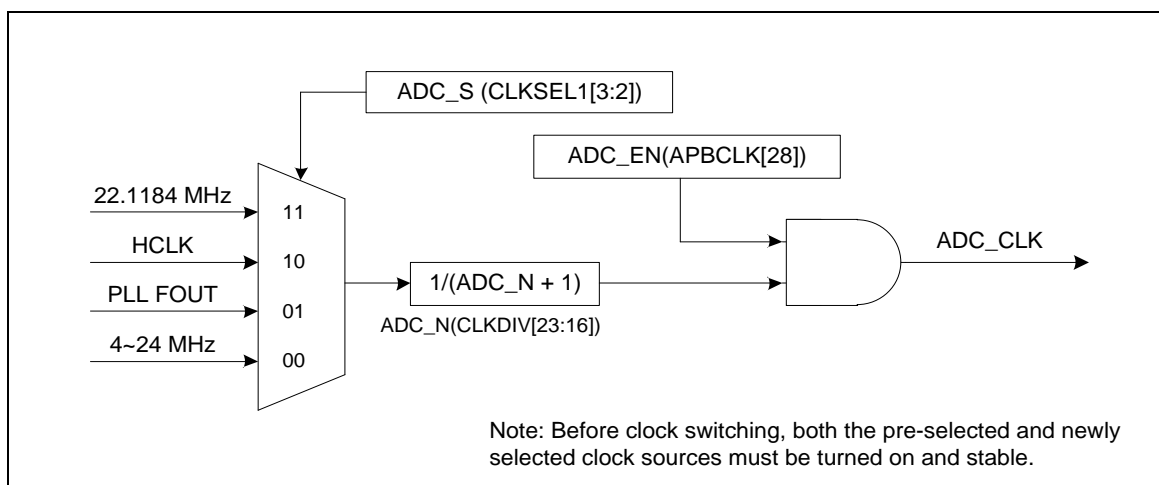 ADC_S (CLKSEL1[3:2])
ADC_EN(APBCLK[28])
22.1184 MHz
11
HCLK
10
PLL FOUT
01
4~24 MHz
00
1/(ADC_N + 1)
ADC_N(CLKDIV[23:16])
ADC_CLK
Note: Before clock switching, both the pre-selected and newly
selected clock sources must be turned on and stable.